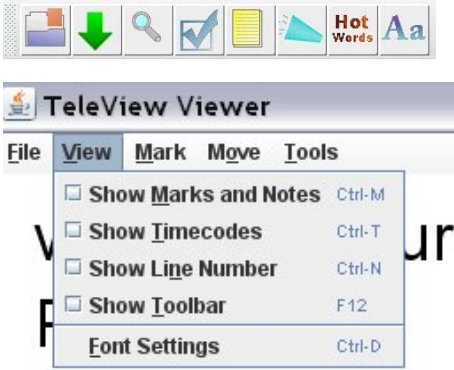 Hot
Words
Aa
TeleView Viewer
File View Mark Move Tools
Show Marks and Notes Ctrl-M
Show Timecodes Ctrl-T
Show Line Number Ctrl-N
Show Toolbar F12
Font Settings Ctrl-D